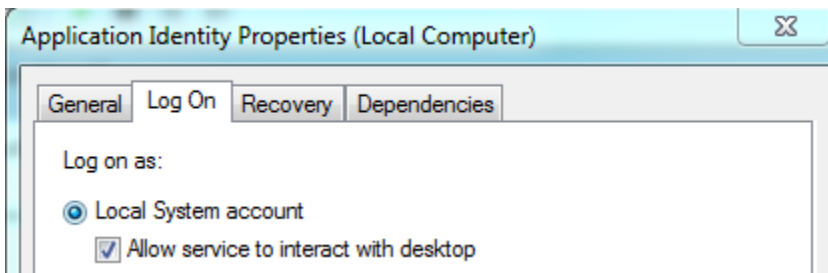 Application Identity Properties (Local Computer)
General Log On Recovery Dependencies
Log on as:
Local System account
Allow service to interact with desktop